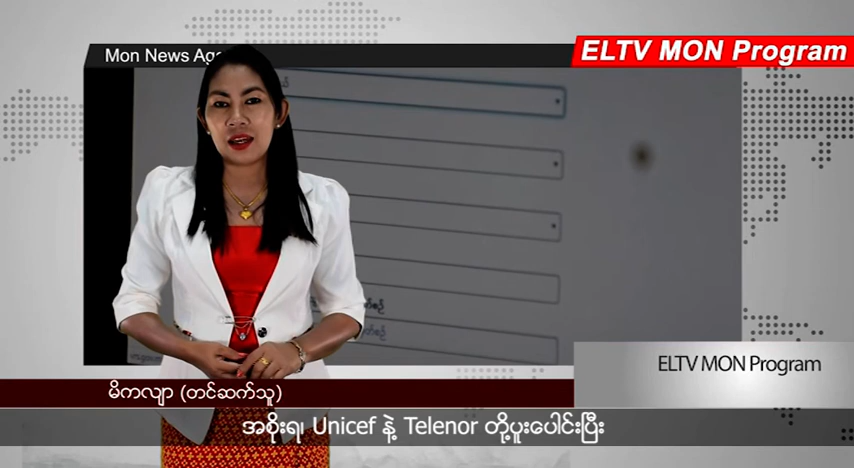 ELTV MON Program
Mon News Ag
ELTV MON Program
မိကလျာ (တင်ဆက်သူ)
အစိုးရ၊ Unicef နဲ့ Telenor တို့ပူးပေါင်းပြီး